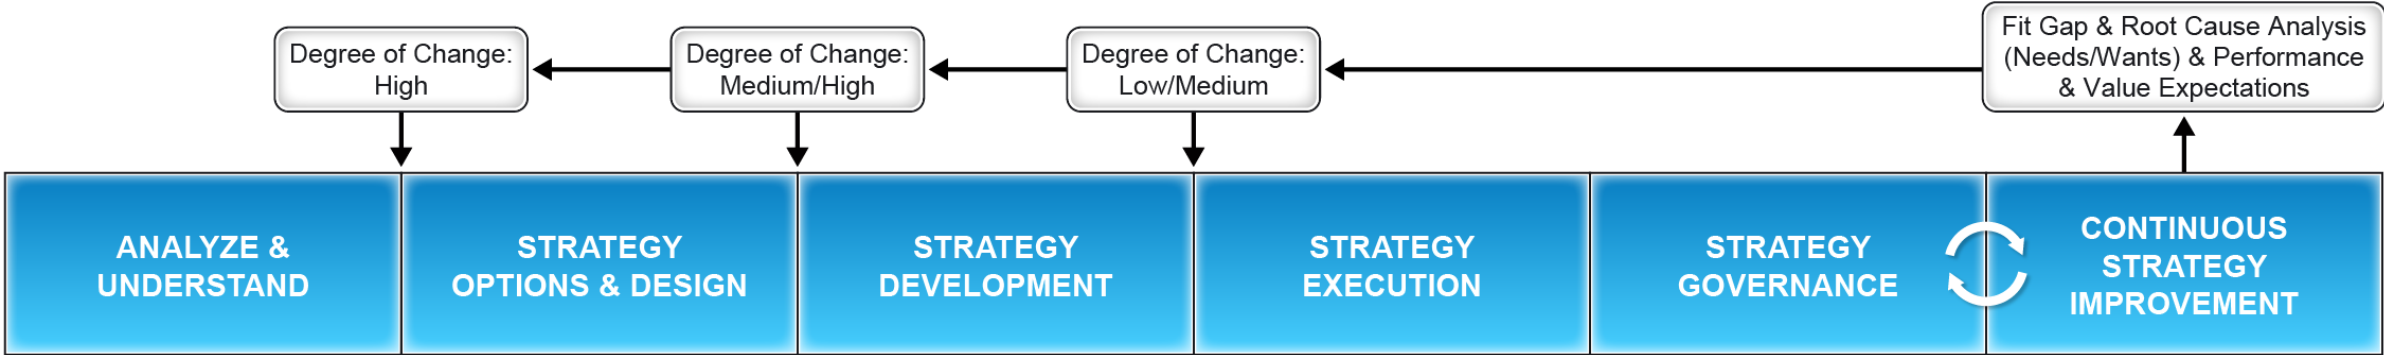 Degree of Change:
High
Degree of Change:
Medium/High
Degree of Change:
Low/Medium
Fit Gap & Root Cause Analysis
(Needs/Wants) & Performance
& Value Expectations
ANALYZE &
UNDERSTAND
STRATEGY
OPTIONS & DESIGN
STRATEGY
DEVELOPMENT
STRATEGY
EXECUTION
STRATEGY
GOVERNANCE
CONTINUOUS
STRATEGY
IMPROVEMENT